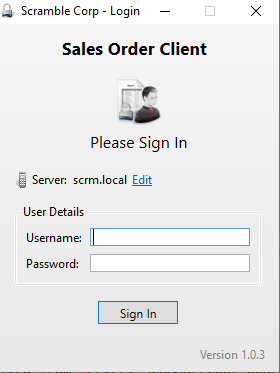 Scramble Corp - Login
Sales Order Client
Please Sign In
Server: scrm.local Edit
User Details
Username:
Password:
Sign In
Version 1.0.3